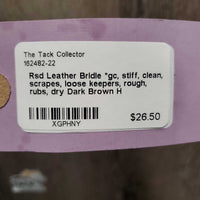 The Tack Collector
162482-22
Rsd Leather Bridle *gc, stiff, clean,
scrapes, loose keepers, rough,
rubs, dry Dark Brown H
XGPHNY
$26.50